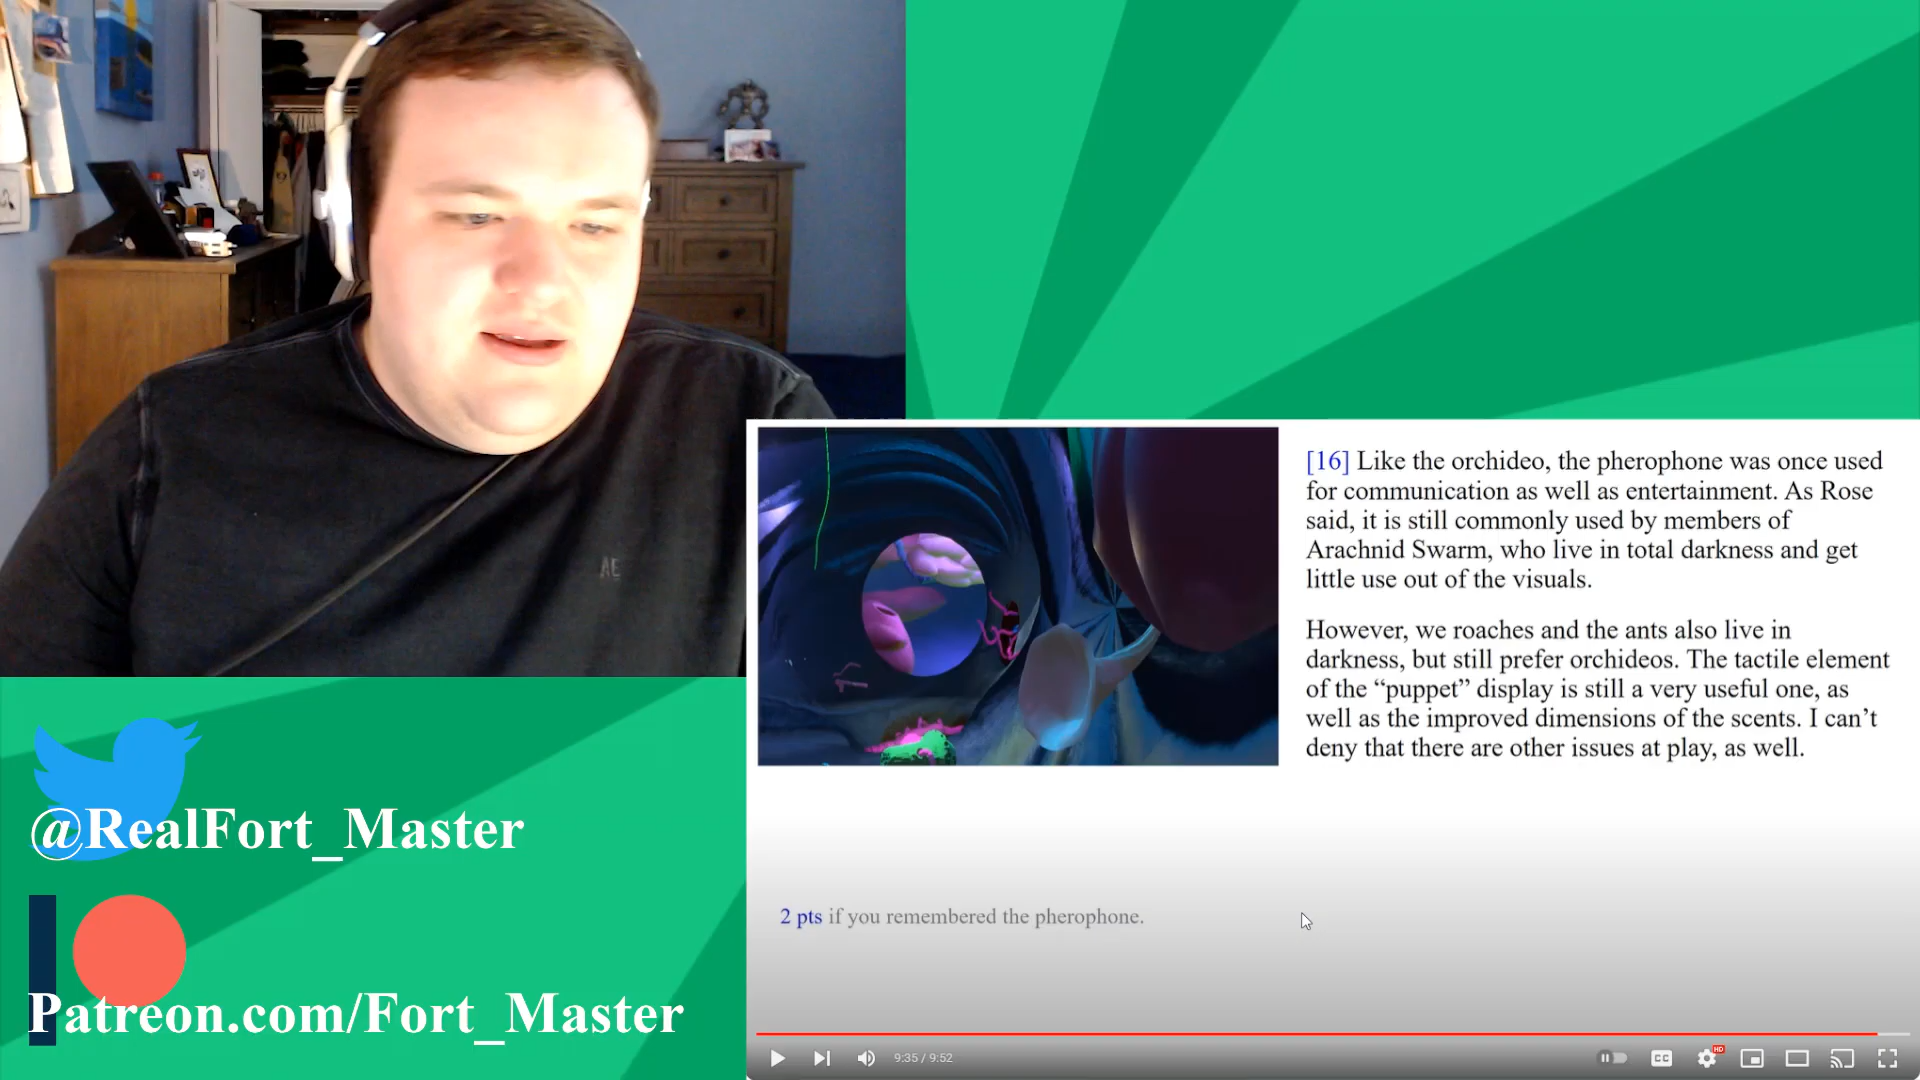 AE
[16] Like the orchideo, the pherophone was once used
for communication as well as entertainment. As Rose
said, it is still commonly used by members of
Arachnid Swarm, who live in total darkness and get
little use out of the visuals.
However, we roaches and the ants also live in
darkness, but still prefer orchideos. The tactile element
of the “puppet” display is still a very useful one, as
well as the improved dimensions of the scents. I can’t
deny that there are other issues at play, as well.
2 pts if you remembered the pherophone.
@RealFort_Master
Patreon.com/Fort_Master
9:35 / 9:52
CC
HD